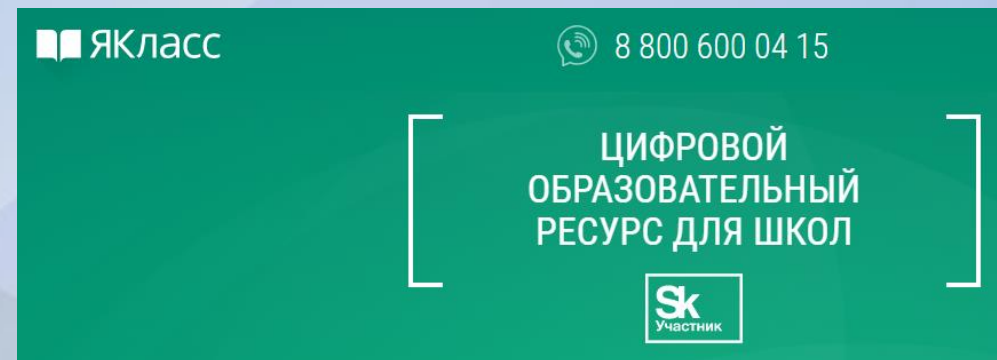 ЯКласс
8 800 600 04 15
ЦИФРОВОЙ
ОБРАЗОВАТЕЛЬНЫЙ
РЕСУРС ДЛЯ ШКОЛ
Sk
Участник